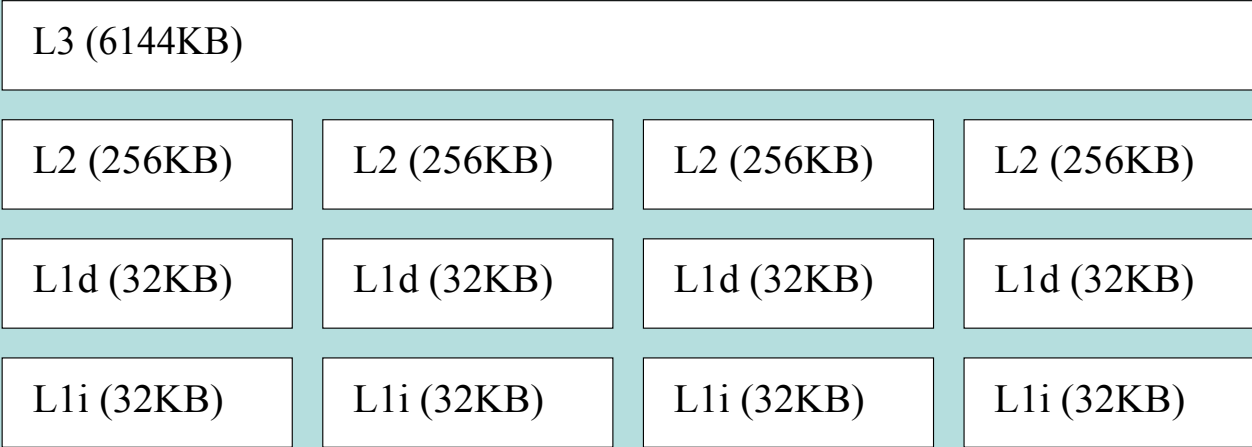 L3 (6144KB)
L2 (256KB) L2 (256KB) L2 (256KB) L2 (256KB)
L1d (32KB) L1d (32KB) L1d (32KB) L1d (32KB)
L1i (32KB) L1i (32KB) L1i (32KB) L1i (32KB)